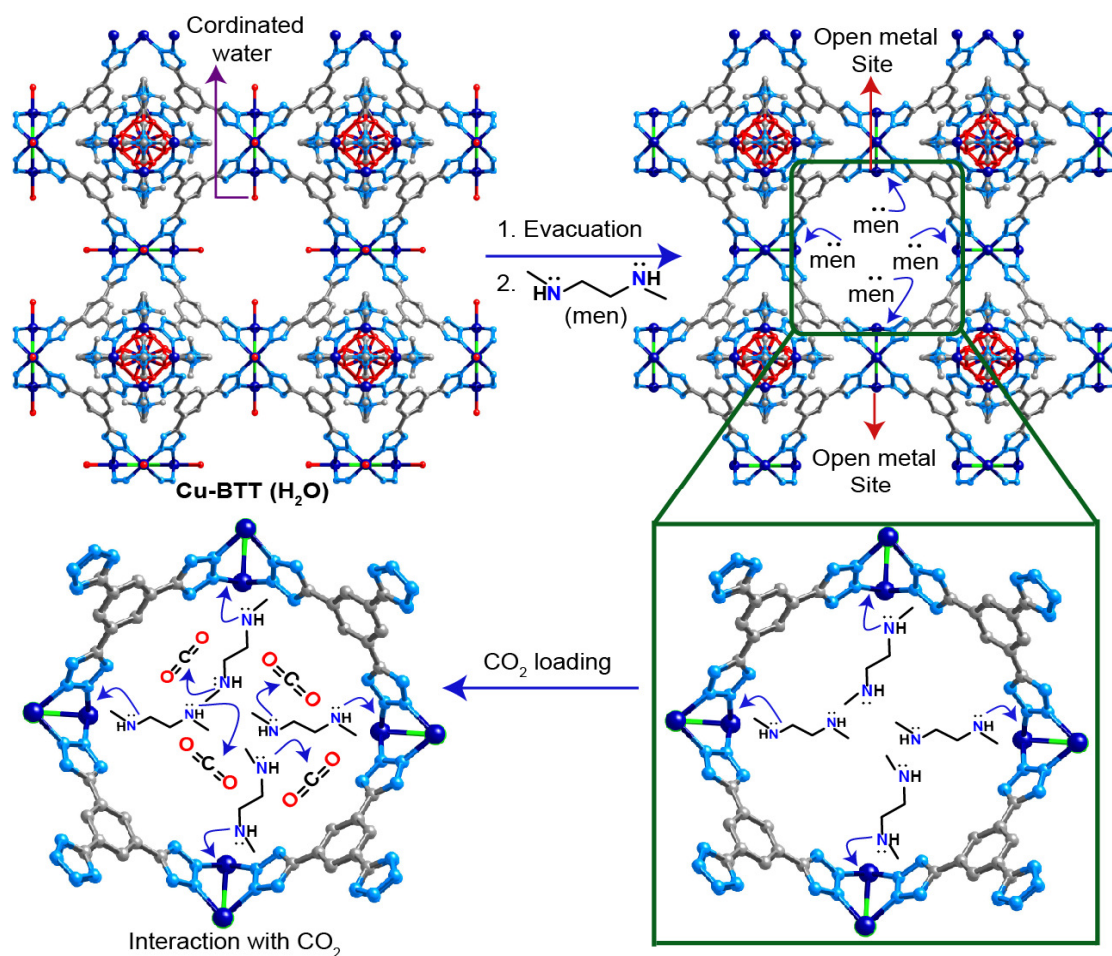 Cordinated
water
Open metal
Site
1. Evacuation
2.
HN
NH
(men)
men
men
men
men
Open metal
Site
Cu-BTT (H₂O)
NH
NH
HN
NH
HN
NH
NH
NH
O=C=O
O=C=O
O=C=O
O=C=O
Interaction with CO₂
CO₂ loading
NH
NH
HN
NH
HN
NH
NH
NH